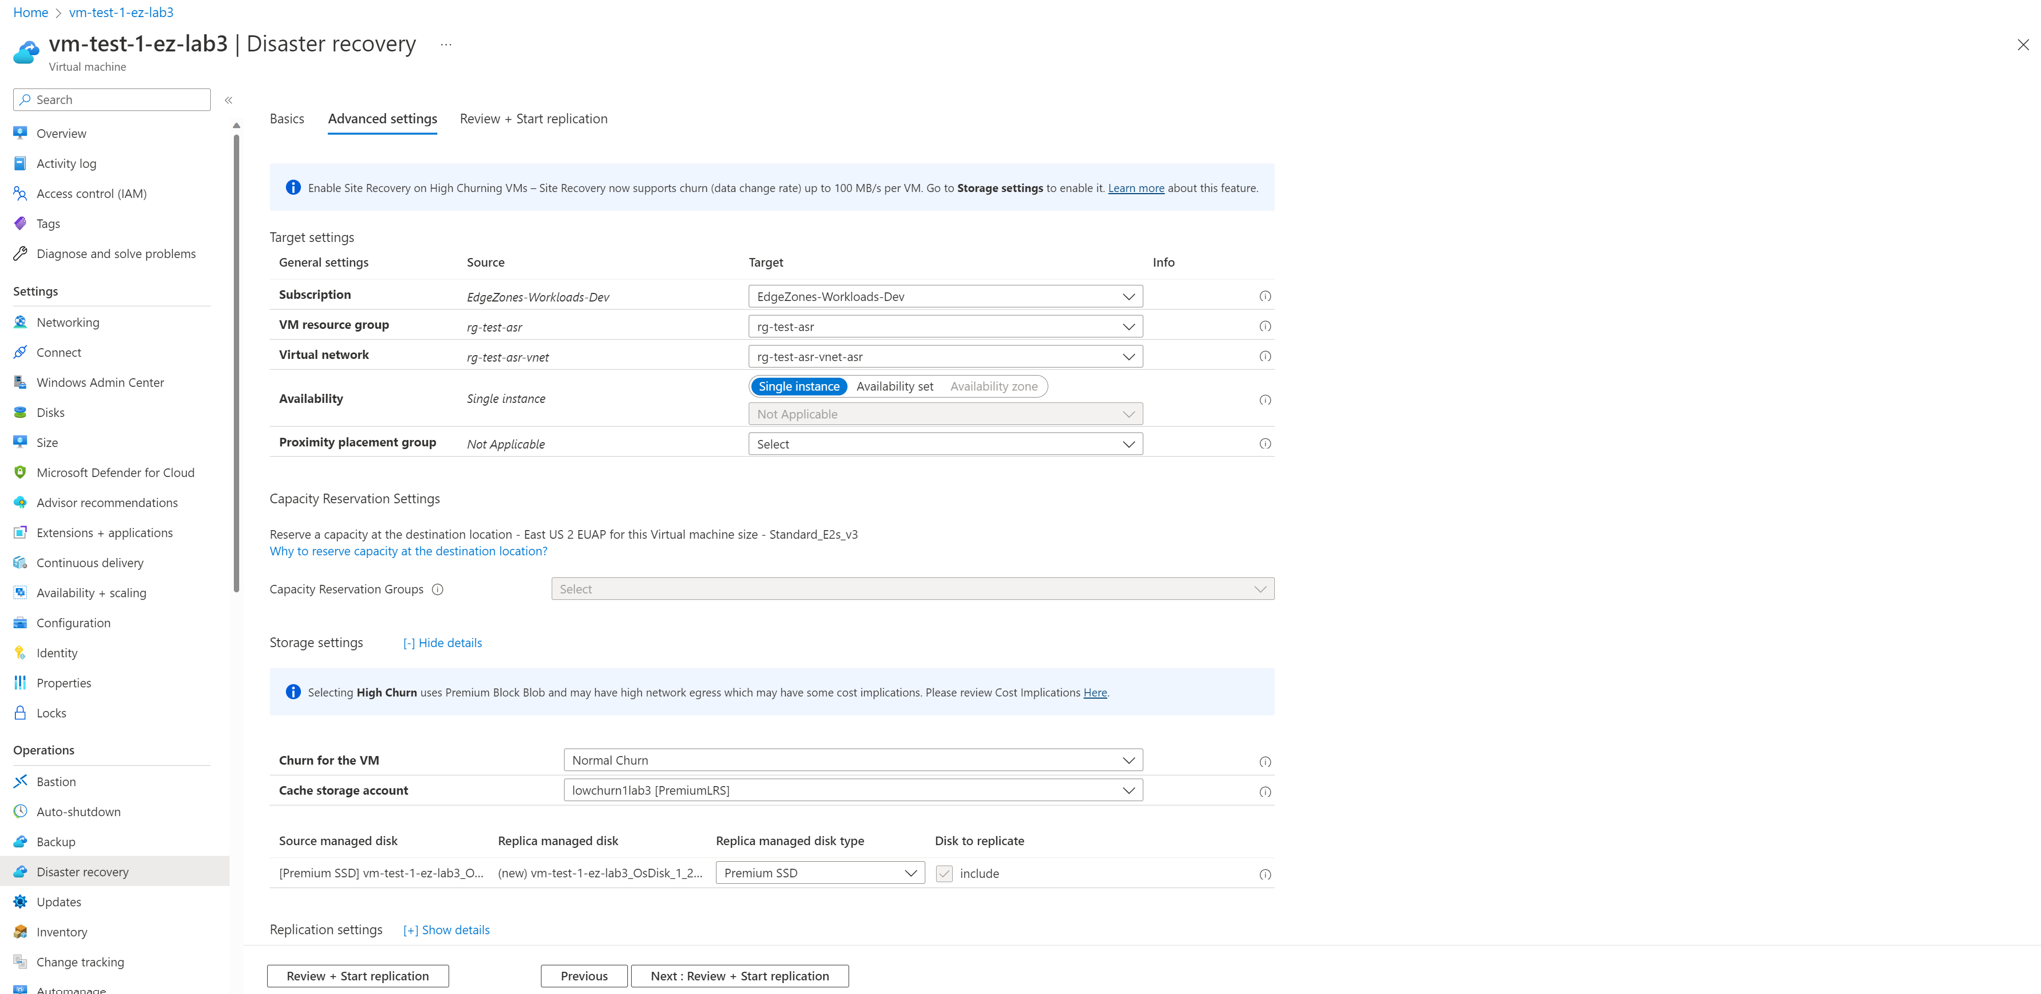 Home > vm-test-1-ez-lab3
vm-test-1-ez-lab3 | Disaster recovery ...
Virtual machine
Search
«
Overview
Activity log
Access control (IAM)
Tags
Diagnose and solve problems
Settings
Networking
Connect
Windows Admin Center
Disks
Size
Microsoft Defender for Cloud
Advisor recommendations
Extensions + applications
Continuous delivery
Availability + scaling
Configuration
Identity
Properties
Locks
Operations
Bastion
Auto-shutdown
Backup
Disaster recovery
Updates
Inventory
Change tracking
Automanage
Basics Advanced settings Review + Start replication
Enable Site Recovery on High Churning VMs – Site Recovery now supports churn (data change rate) up to 100 MB/s per VM. Go to Storage settings to enable it. Learn more about this feature.
Target settings
General settings Source Target Info
Subscription EdgeZones-Workloads-Dev EdgeZones-Workloads-Dev
VM resource group rg-test-asr rg-test-asr
Virtual network rg-test-asr-vnet rg-test-asr-vnet-asr
Single instance Availability set Availability zone
Availability Single instance
Not Applicable
Proximity placement group Not Applicable Select
Capacity Reservation Settings
Reserve a capacity at the destination location - East US 2 EUAP for this Virtual machine size - Standard_E2s_v3
Why to reserve capacity at the destination location?
Capacity Reservation Groups Select
Storage settings [-] Hide details
Selecting High Churn uses Premium Block Blob and may have high network egress which may have some cost implications. Please review Cost Implications Here.
Churn for the VM Normal Churn
Cache storage account lowchurn1lab3 [PremiumLRS]
Source managed disk Replica managed disk Replica managed disk type Disk to replicate
[Premium SSD] vm-test-1-ez-lab3_O... (new) vm-test-1-ez-lab3_OsDisk_1_2... Premium SSD include
Replication settings [+] Show details
Review + Start replication Previous Next : Review + Start replication